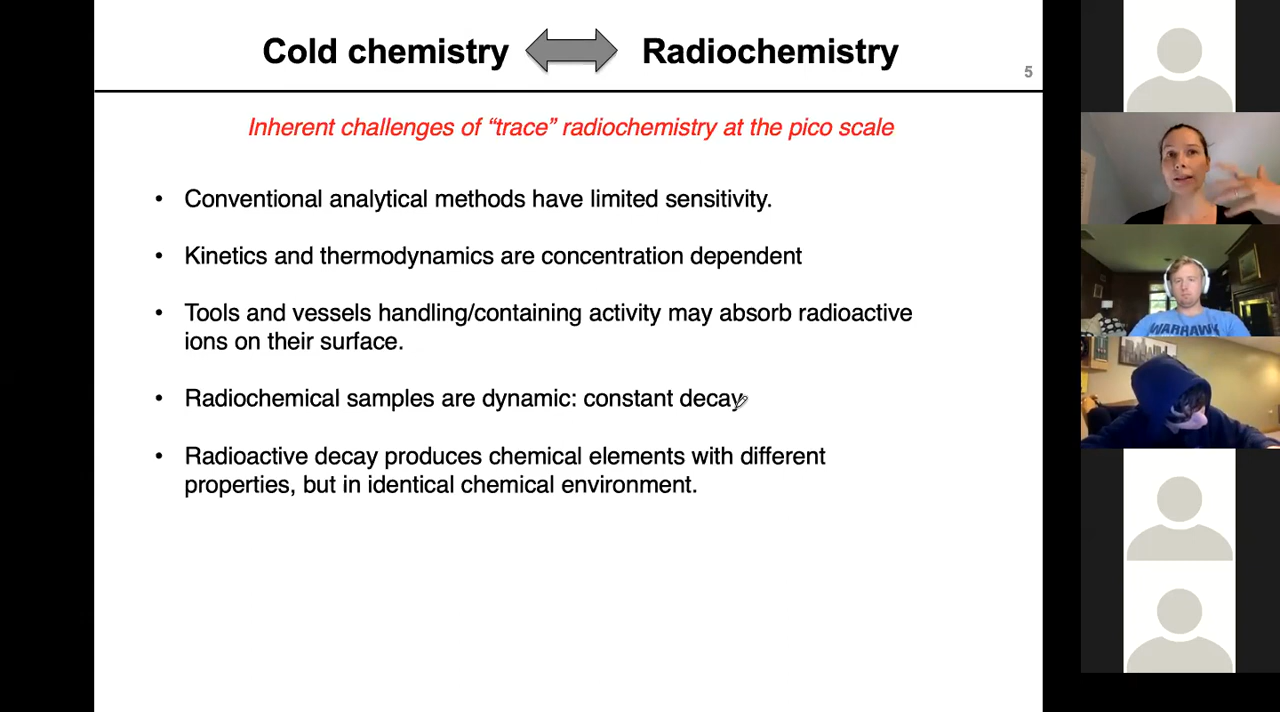 Cold chemistry Radiochemistry
5
Inherent challenges of “trace” radiochemistry at the pico scale
• Conventional analytical methods have limited sensitivity.
• Kinetics and thermodynamics are concentration dependent
• Tools and vessels handling/containing activity may absorb radioactive
ions on their surface.
• Radiochemical samples are dynamic: constant decay
• Radioactive decay produces chemical elements with different
properties, but in identical chemical environment.
WARHAWK